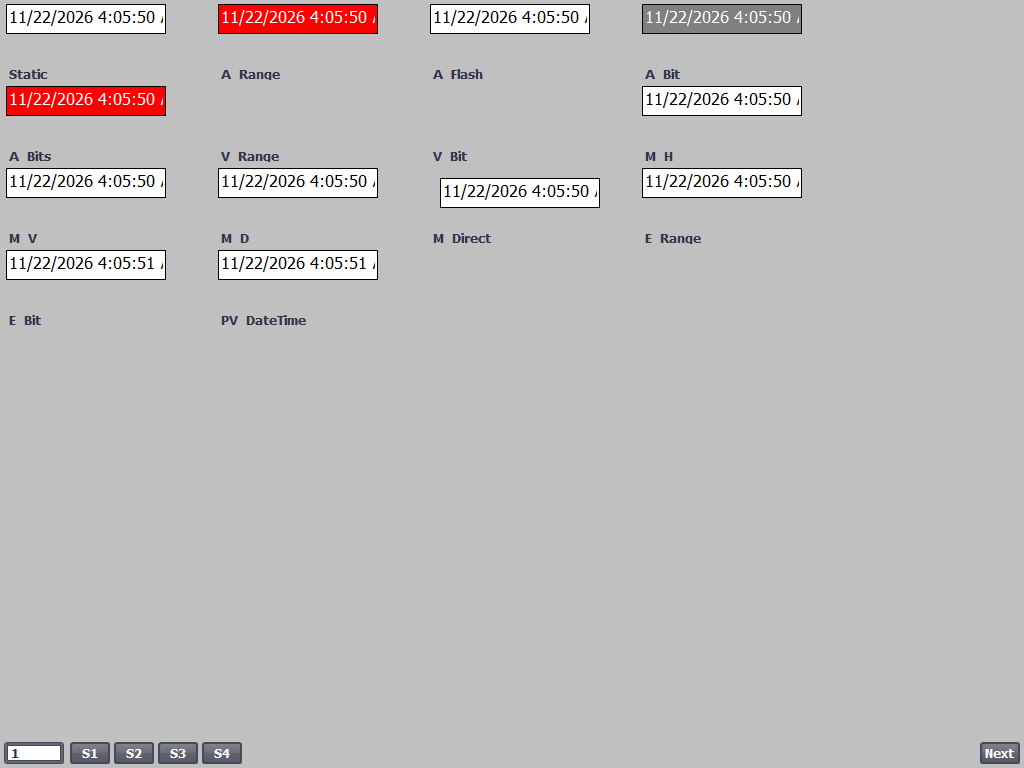 11/22/2026 4:05:50 11/22/2026 4:05:50 11/22/2026 4:05:50 11/22/2026 4:05:50
Static A Range A Flash A Bit
11/22/2026 4:05:50 11/22/2026 4:05:50
A Bits V Range V Bit M H
11/22/2026 4:05:50 11/22/2026 4:05:50 11/22/2026 4:05:50 11/22/2026 4:05:50
M V M D M Direct E Range
11/22/2026 4:05:51 11/22/2026 4:05:51
E Bit PV DateTime
1 S1 S2 S3 S4 Next